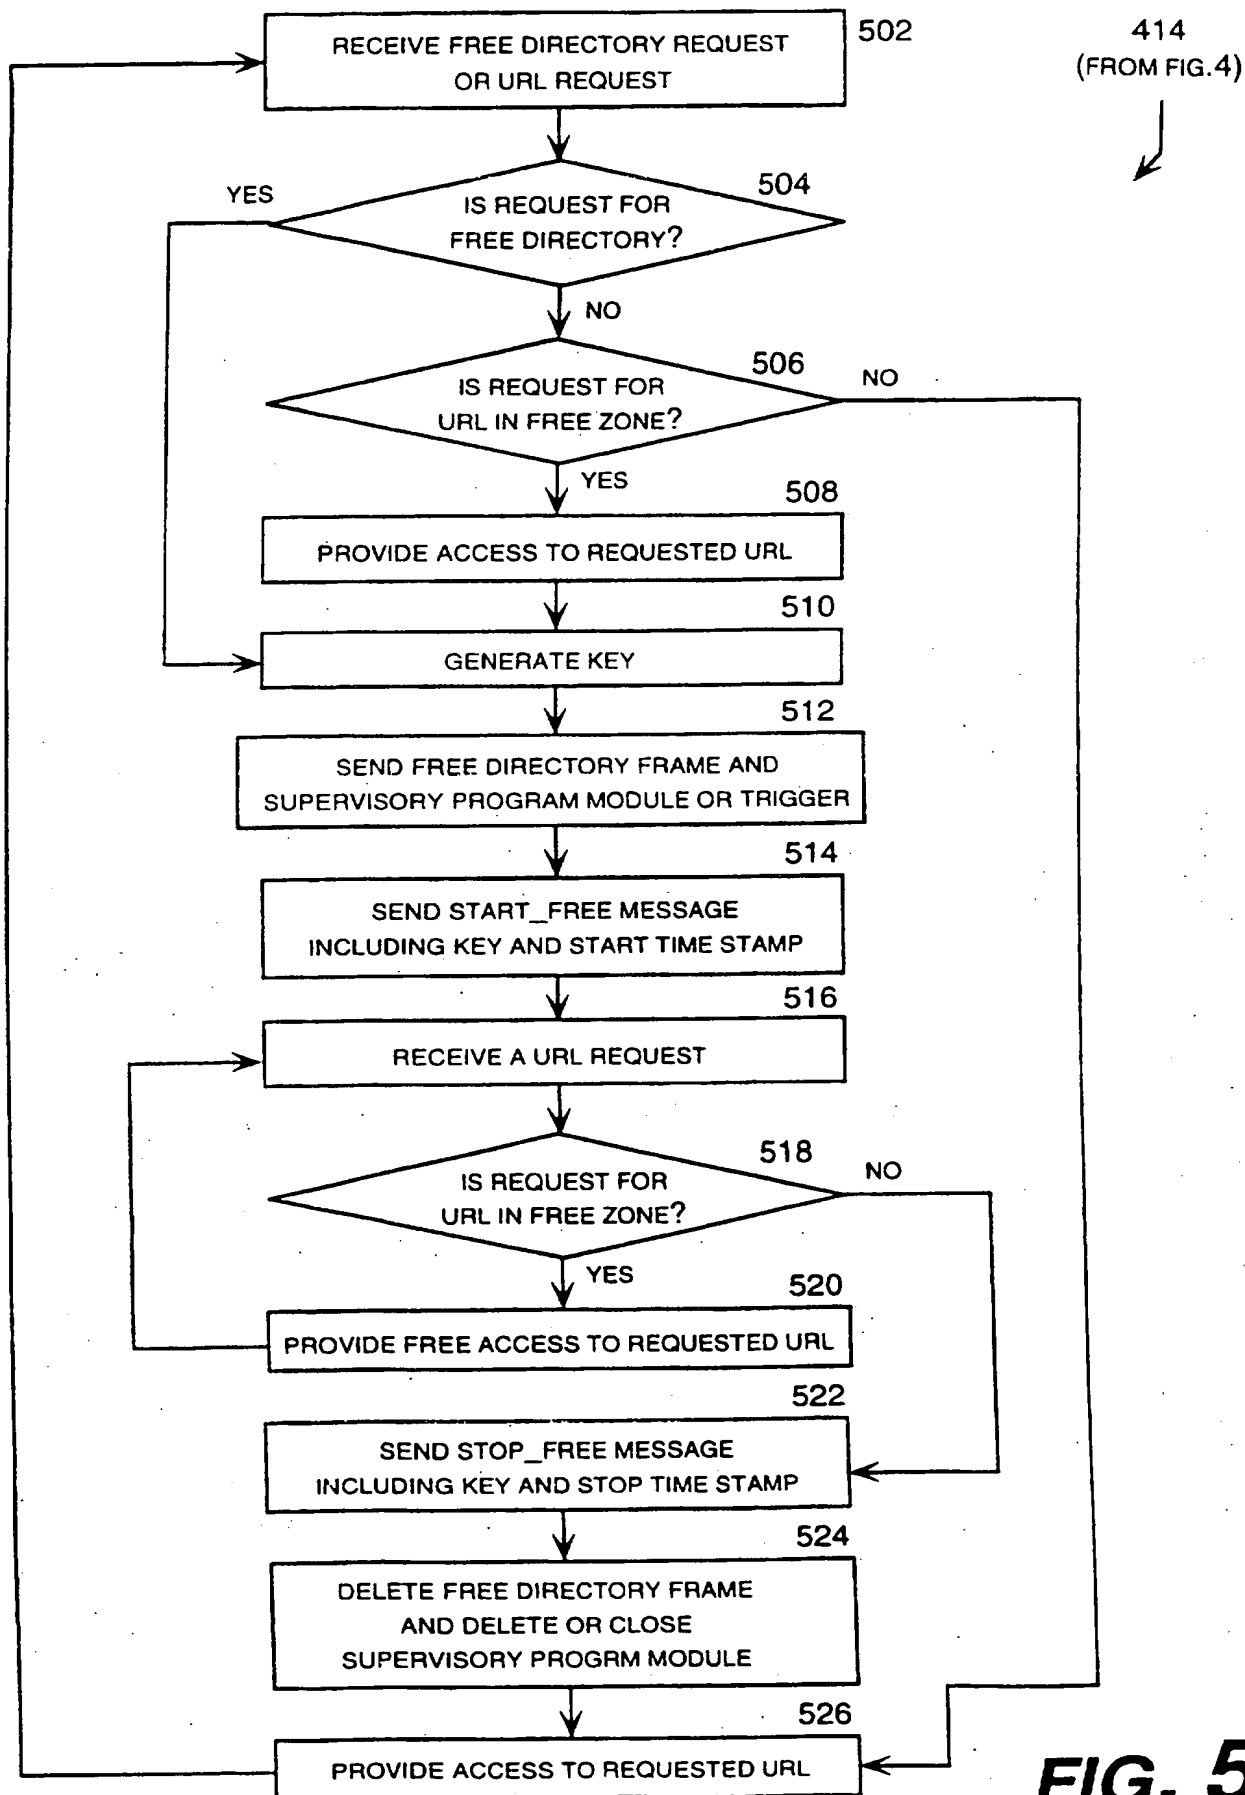 RECEIVE FREE DIRECTORY REQUEST
OR URL REQUEST
502
414
(FROM FIG.4)
504
YES
IS REQUEST FOR
FREE DIRECTORY?
NO
506
NO
IS REQUEST FOR
URL IN FREE ZONE?
YES
508
PROVIDE ACCESS TO REQUESTED URL
510
GENERATE KEY
512
SEND FREE DIRECTORY FRAME AND
SUPERVISORY PROGRAM MODULE OR TRIGGER
514
SEND START_FREE MESSAGE
INCLUDING KEY AND START TIME STAMP
516
RECEIVE A URL REQUEST
518
NO
IS REQUEST FOR
URL IN FREE ZONE?
YES
520
PROVIDE FREE ACCESS TO REQUESTED URL
522
SEND STOP_FREE MESSAGE
INCLUDING KEY AND STOP TIME STAMP
524
DELETE FREE DIRECTORY FRAME
AND DELETE OR CLOSE
SUPERVISORY PROGRM MODULE
526
PROVIDE ACCESS TO REQUESTED URL
FIG. 5